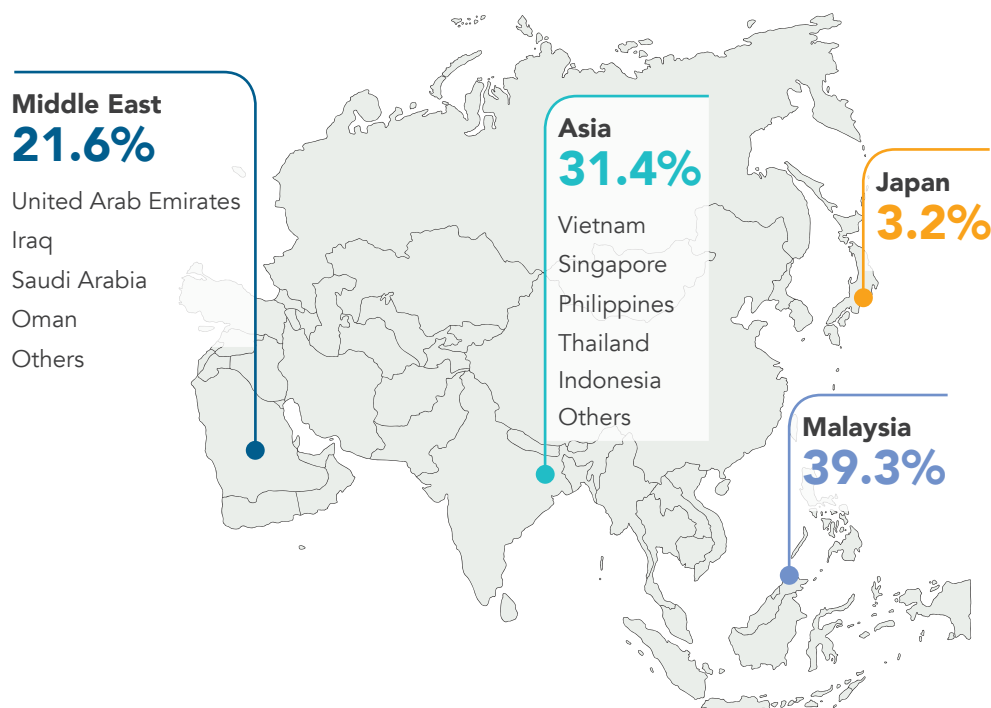 Middle East
21.6%
United Arab Emirates
Iraq
Saudi Arabia
Oman
Others
Asia
31.4%
Vietnam
Singapore
Philippines
Thailand
Indonesia
Others
Japan
3.2%
Malaysia
39.3%